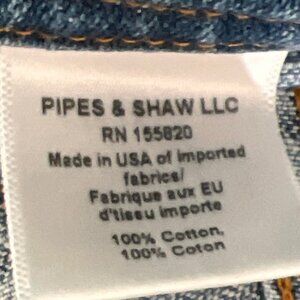 PIPES & SHAW LLC
RN 155820
Made in USA of imported
fabrics/
Fabrique aux EU
d'tissu importe
100% Cotton.
100% Coton